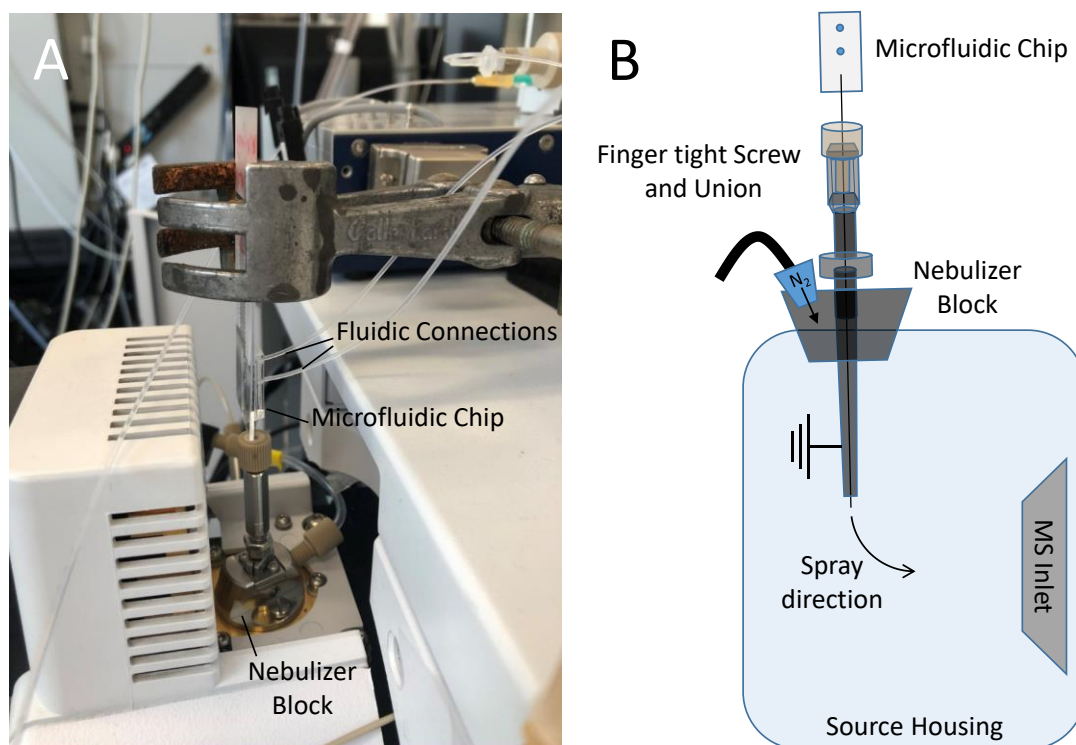 A
Fluidic Connections
Microfluidic Chip
Nebulizer
Block
B
Microfluidic Chip
Finger tight Screw
and Union
N2
Nebulizer
Block
MS Inlet
Spray
direction
Source Housing